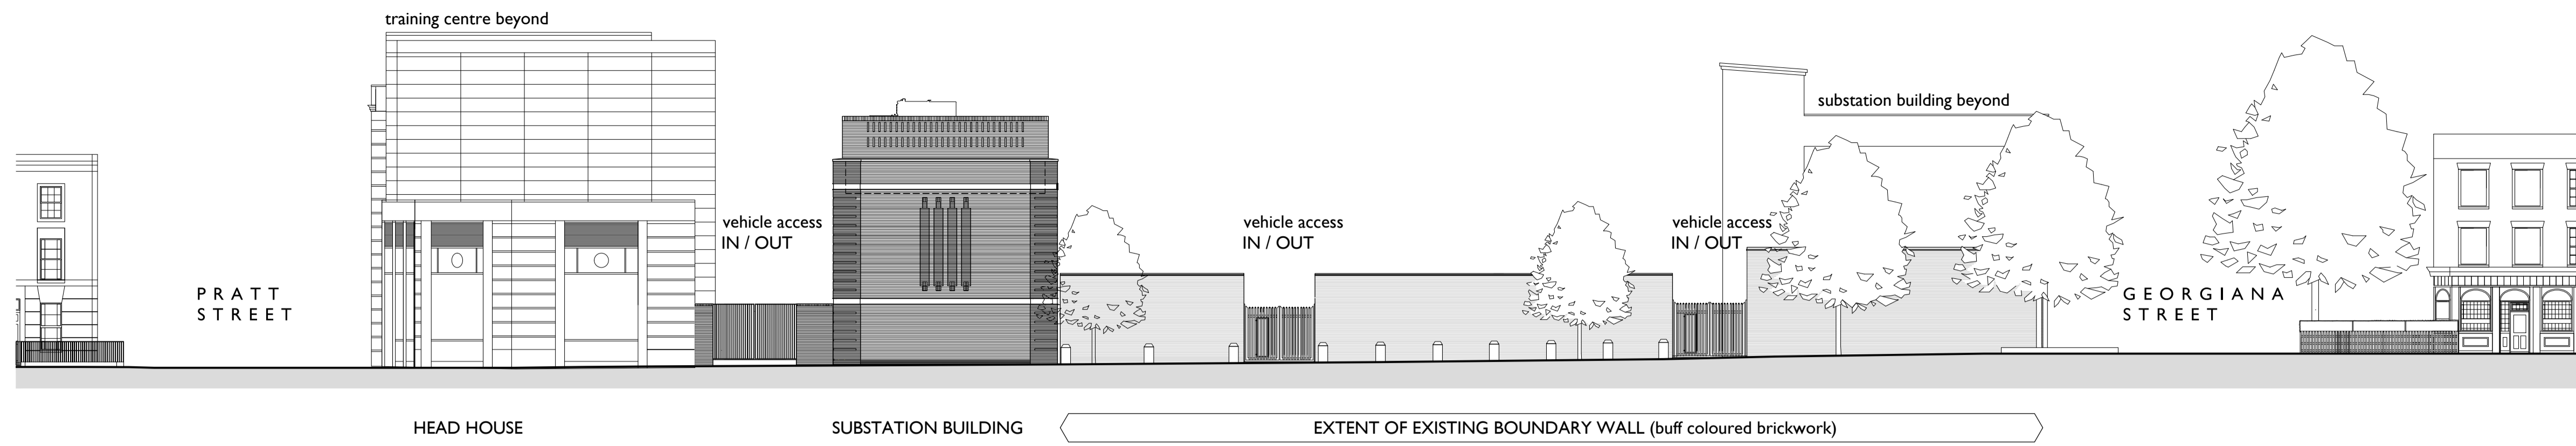 training centre beyond
substation building beyond
vehicle access
IN / OUT
vehicle access
IN / OUT
vehicle access
IN / OUT
PRATT
STREET
GEORGIANA
STREET
HEAD HOUSE
SUBSTATION BUILDING
EXTENT OF EXISTING BOUNDARY WALL (buff coloured brickwork)